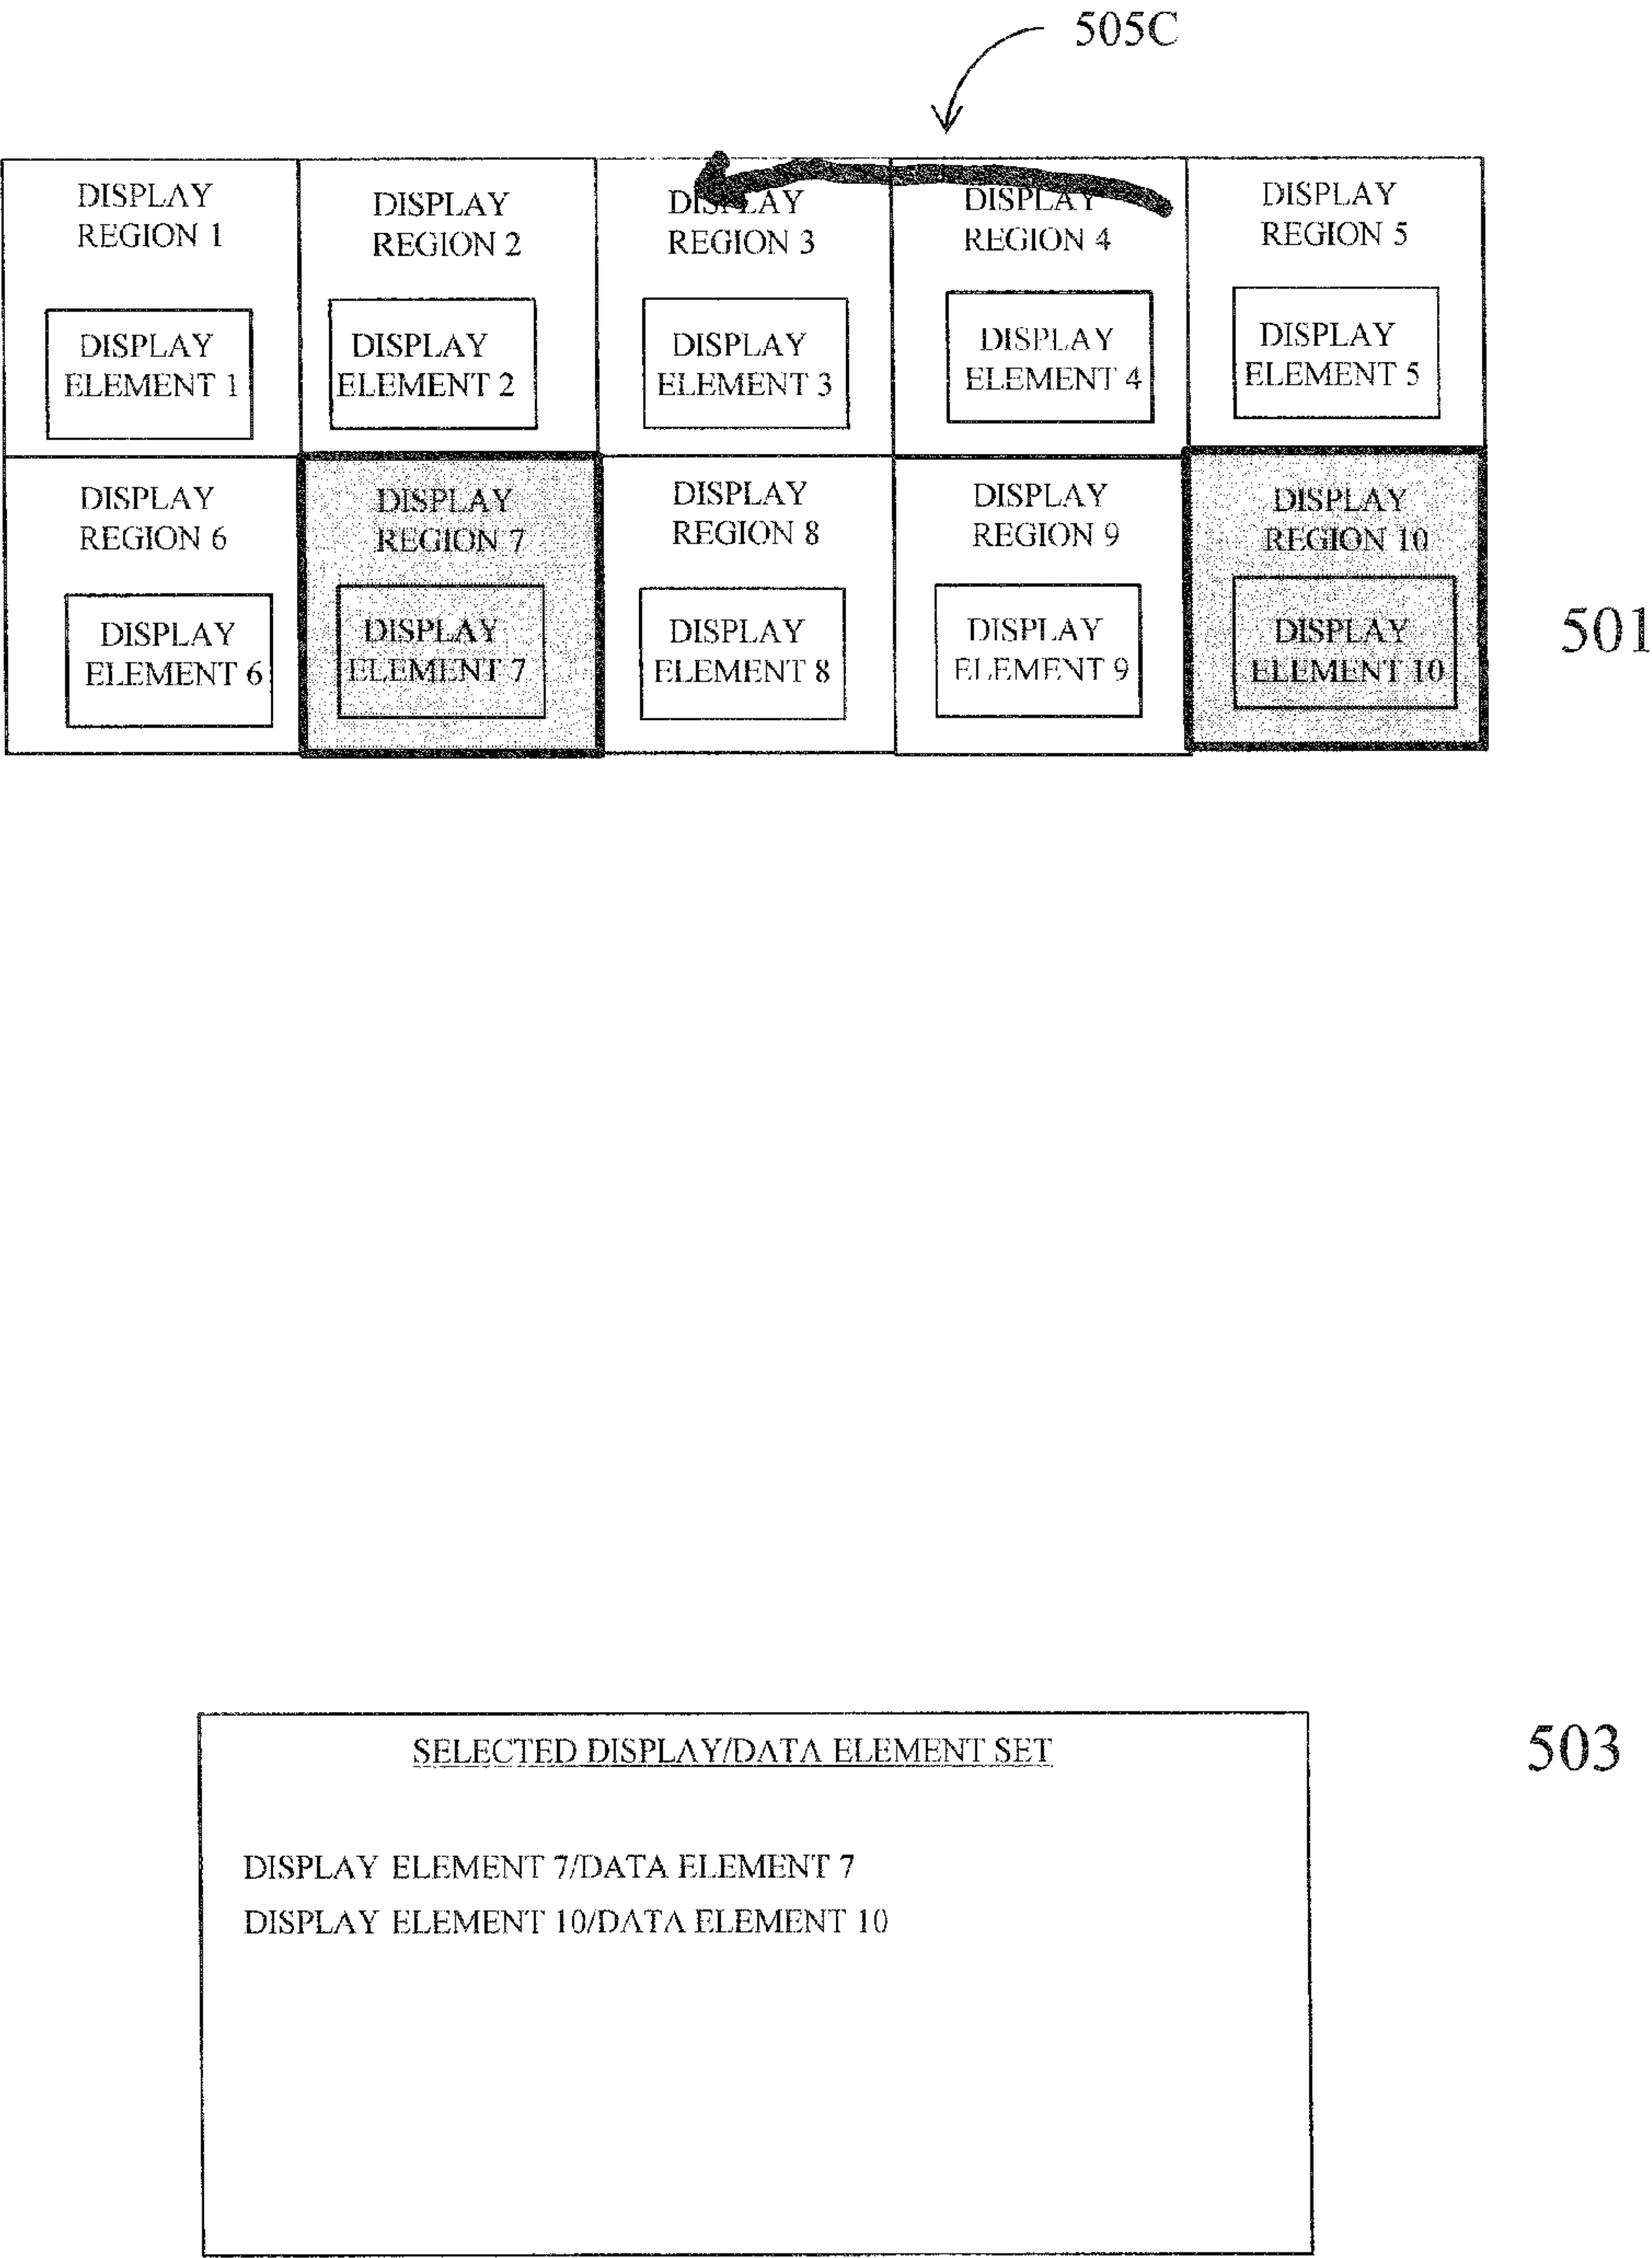 505C
DISPLAY
REGION 1
DISPLAY
REGION 2
DISPLAY
REGION 3
DISPLAY
REGION 4
DISPLAY
REGION 5
DISPLAY
ELEMENT 1
DISPLAY
ELEMENT 2
DISPLAY
ELEMENT 3
DISPLAY
ELEMENT 4
DISPLAY
ELEMENT 5
DISPLAY
REGION 6
DISPLAY
REGION 7
DISPLAY
REGION 8
DISPLAY
REGION 9
DISPLAY
REGION 10
DISPLAY
ELEMENT 6
DISPLAY
ELEMENT 7
DISPLAY
ELEMENT 8
DISPLAY
ELEMENT 9
DISPLAY
ELEMENT 10
501
SELECTED DISPLAY/DATA ELEMENT SET
503
DISPLAY ELEMENT 7/DATA ELEMENT 7
DISPLAY ELEMENT 10/DATA ELEMENT 10